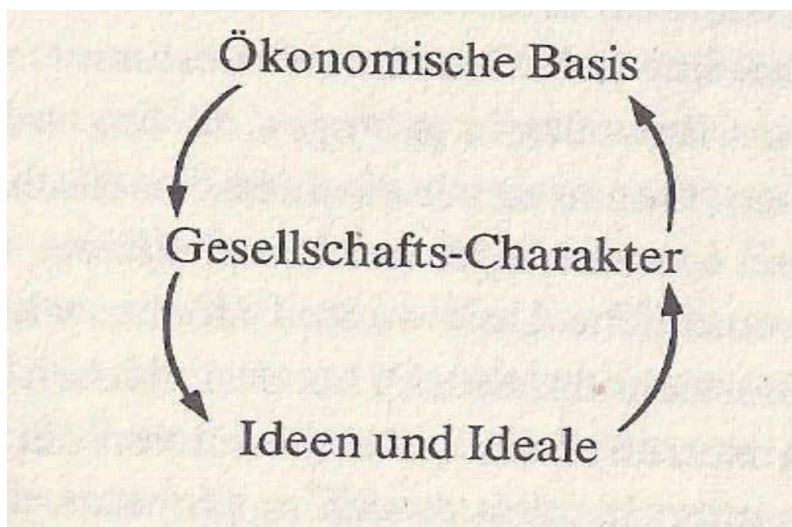 Ökonomische Basis
Gesellschafts-Charakter
Ideen und Ideale